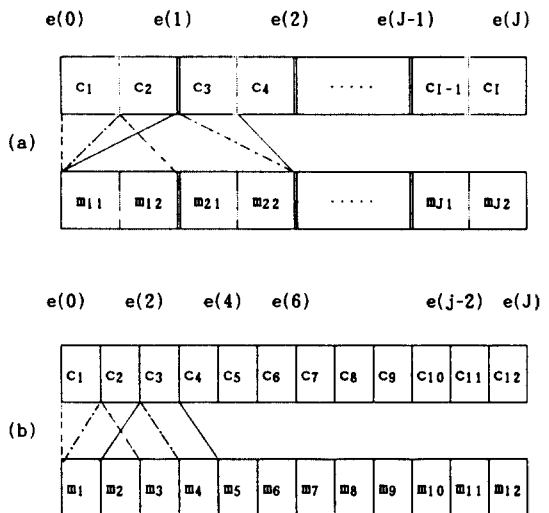 e(0) e(1) e(2) e(J-1) e(J)
C1 C2 C3 C4 ····· CI-1 CI
(a)
m11 m12 m21 m22 ····· mJ1 mJ2
e(0) e(2) e(4) e(6) e(j-2) e(J)
C1 C2 C3 C4 C5 C6 C7 C8 C9 C10 C11 C12
(b)
m1 m2 m3 m4 m5 m6 m7 m8 m9 m10 m11 m12